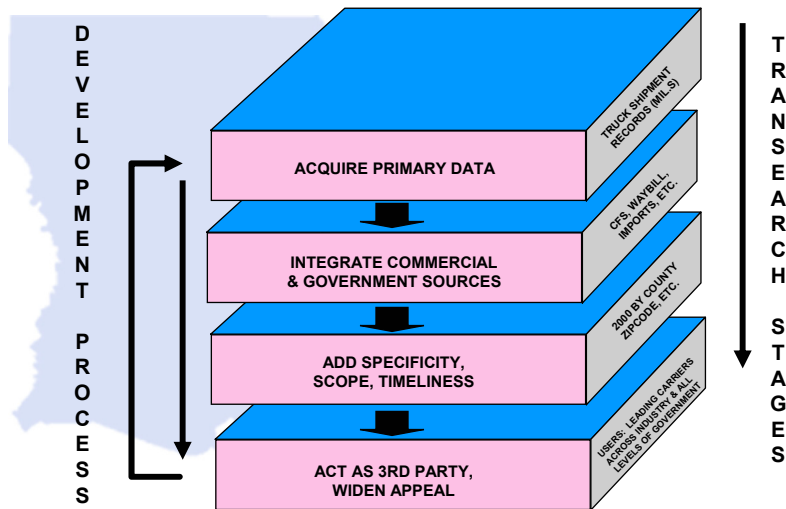 DEVELOPMENT PROCESS
TRUCK SHIPMENT
RECORDS (MIL.S)
ACQUIRE PRIMARY DATA
CFS, WAYBILL,
IMPORTS, ETC.
INTEGRATE COMMERCIAL
& GOVERNMENT SOURCES
2000 BY COUNTY
ZIPCODE, ETC.
ADD SPECIFICITY,
SCOPE, TIMELINESS
USERS: LEADING CARRIERS
ACROSS INDUSTRY & ALL
LEVELS OF GOVERNMENT
ACT AS 3RD PARTY,
WIDEN APPEAL
TRANSEARCH STAGES